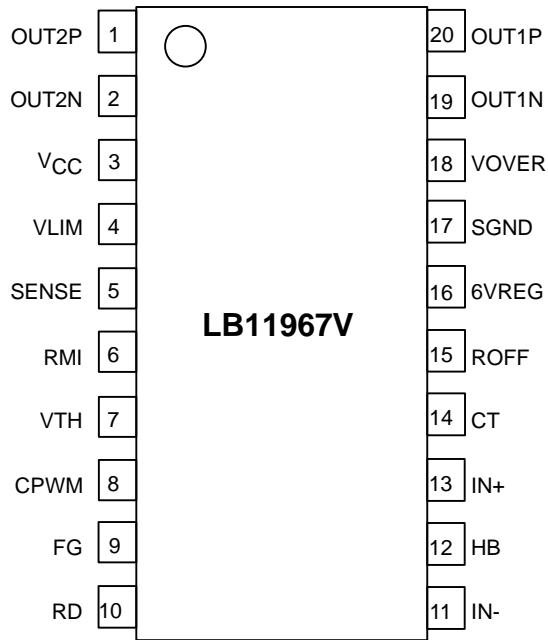 OUT2P 1 20 OUT1P
OUT2N 2 19 OUT1N
VCC 3 18 VOVER
VLIM 4 17 SGND
SENSE 5 16 6VREG
LB11967V
RMI 6 15 ROFF
VTH 7 14 CT
CPWM 8 13 IN+
FG 9 12 HB
RD 10 11 IN-